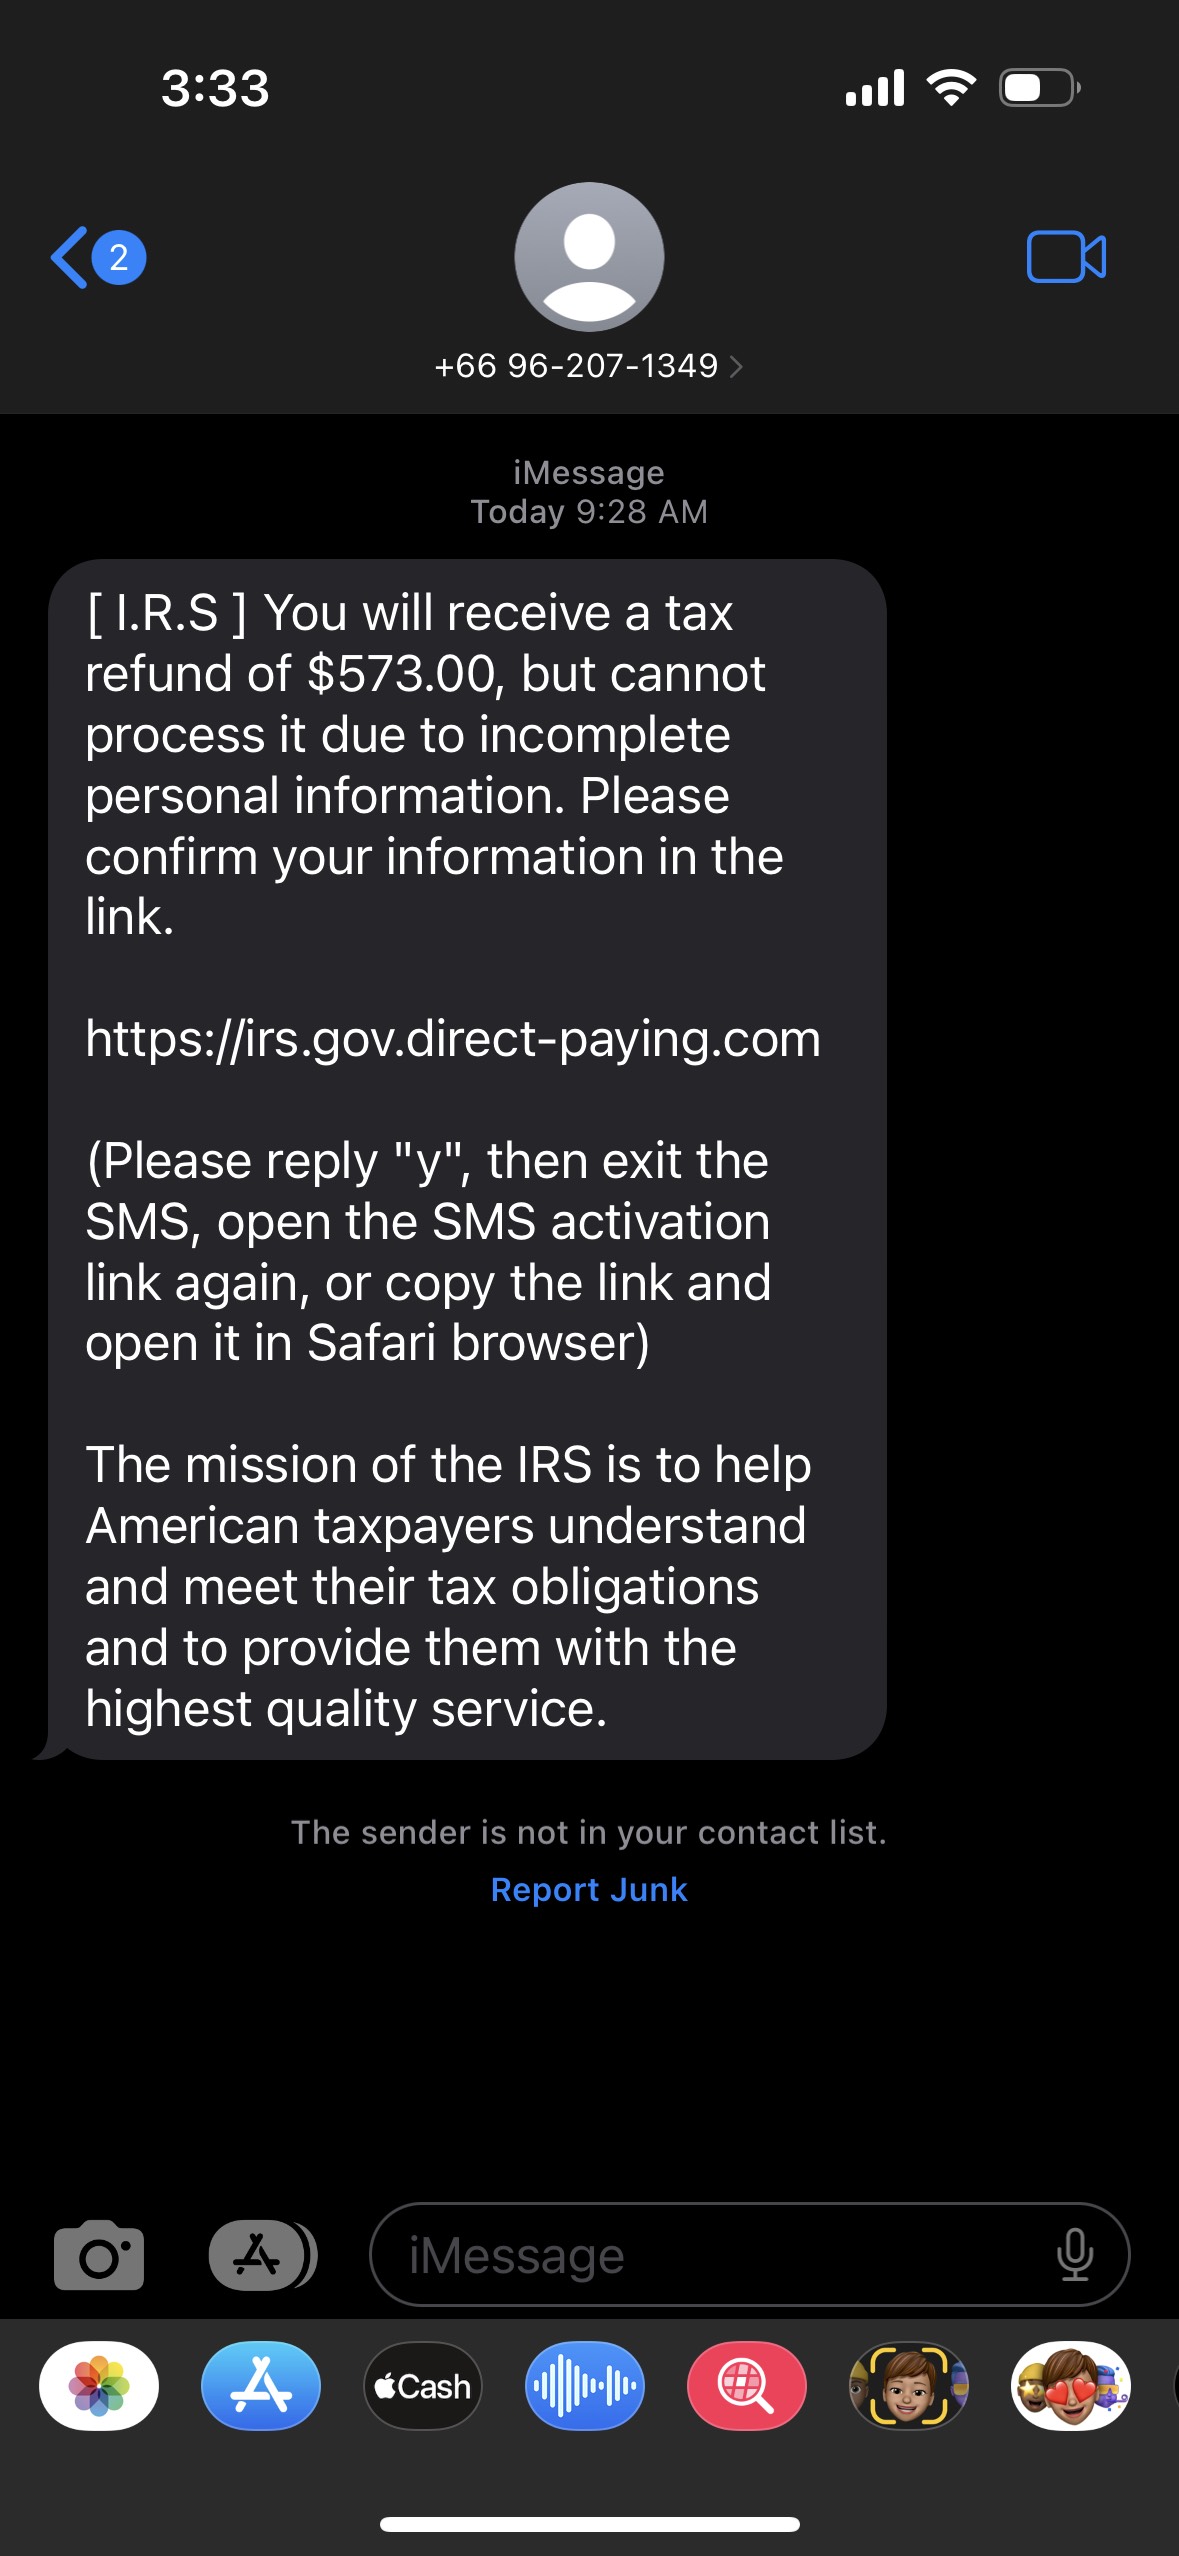 3:33
2
+66 96-207-1349
iMessage
Today 9:28 AM
[ I.R.S ] You will receive a tax
refund of $573.00, but cannot
process it due to incomplete
personal information. Please
confirm your information in the
link.
https://irs.gov.direct-paying.com
(Please reply "y", then exit the
SMS, open the SMS activation
link again, or copy the link and
open it in Safari browser)
The mission of the IRS is to help
American taxpayers understand
and meet their tax obligations
and to provide them with the
highest quality service.
The sender is not in your contact list.
Report Junk
iMessage
Cash